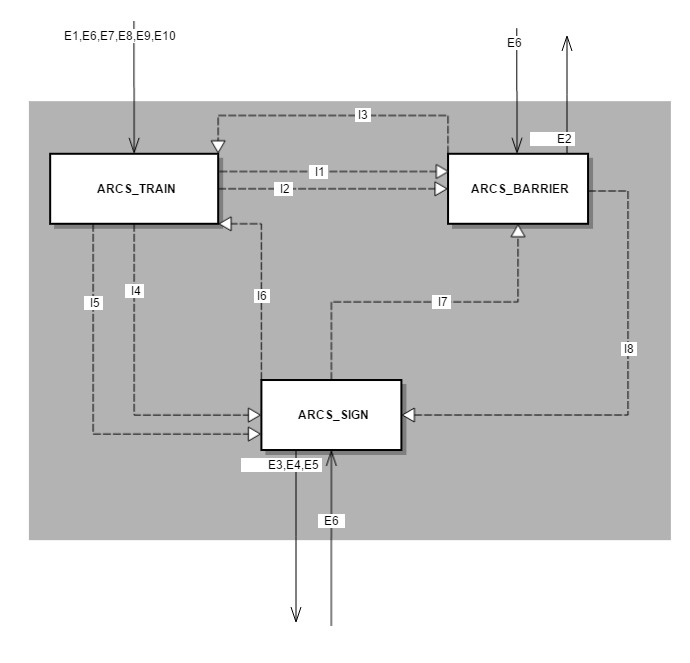 E1,E6,E7,E8,E9,E10
E6
E2
I3
I1
I2
ARCS_TRAIN
ARCS_BARRIER
I5
I4
I6
I7
I8
ARCS_SIGN
E3,E4,E5
E6